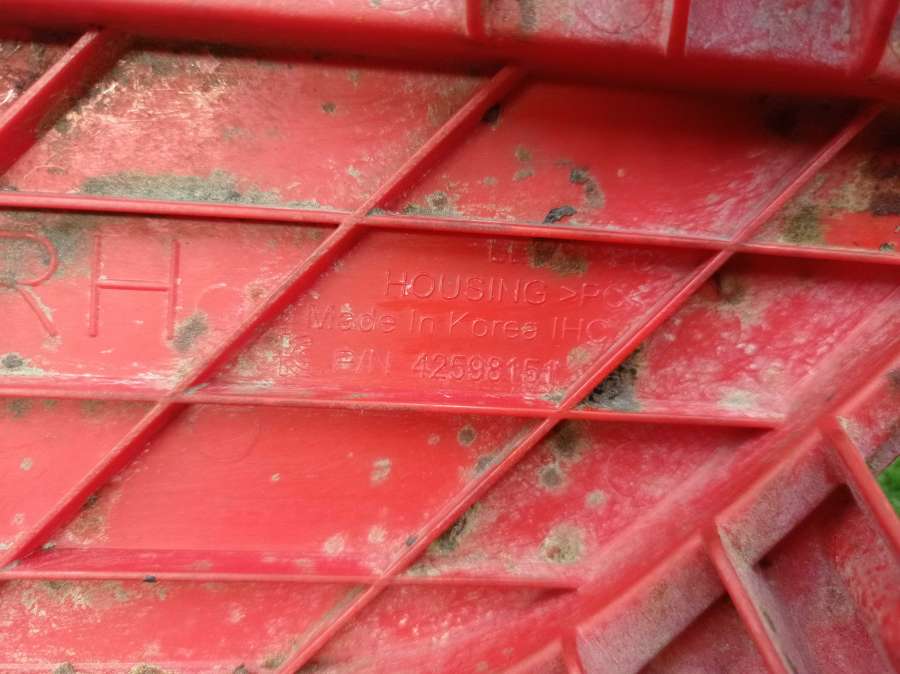 RH
HOUSING >PC
Made In Korea IHC
P/N 42598151